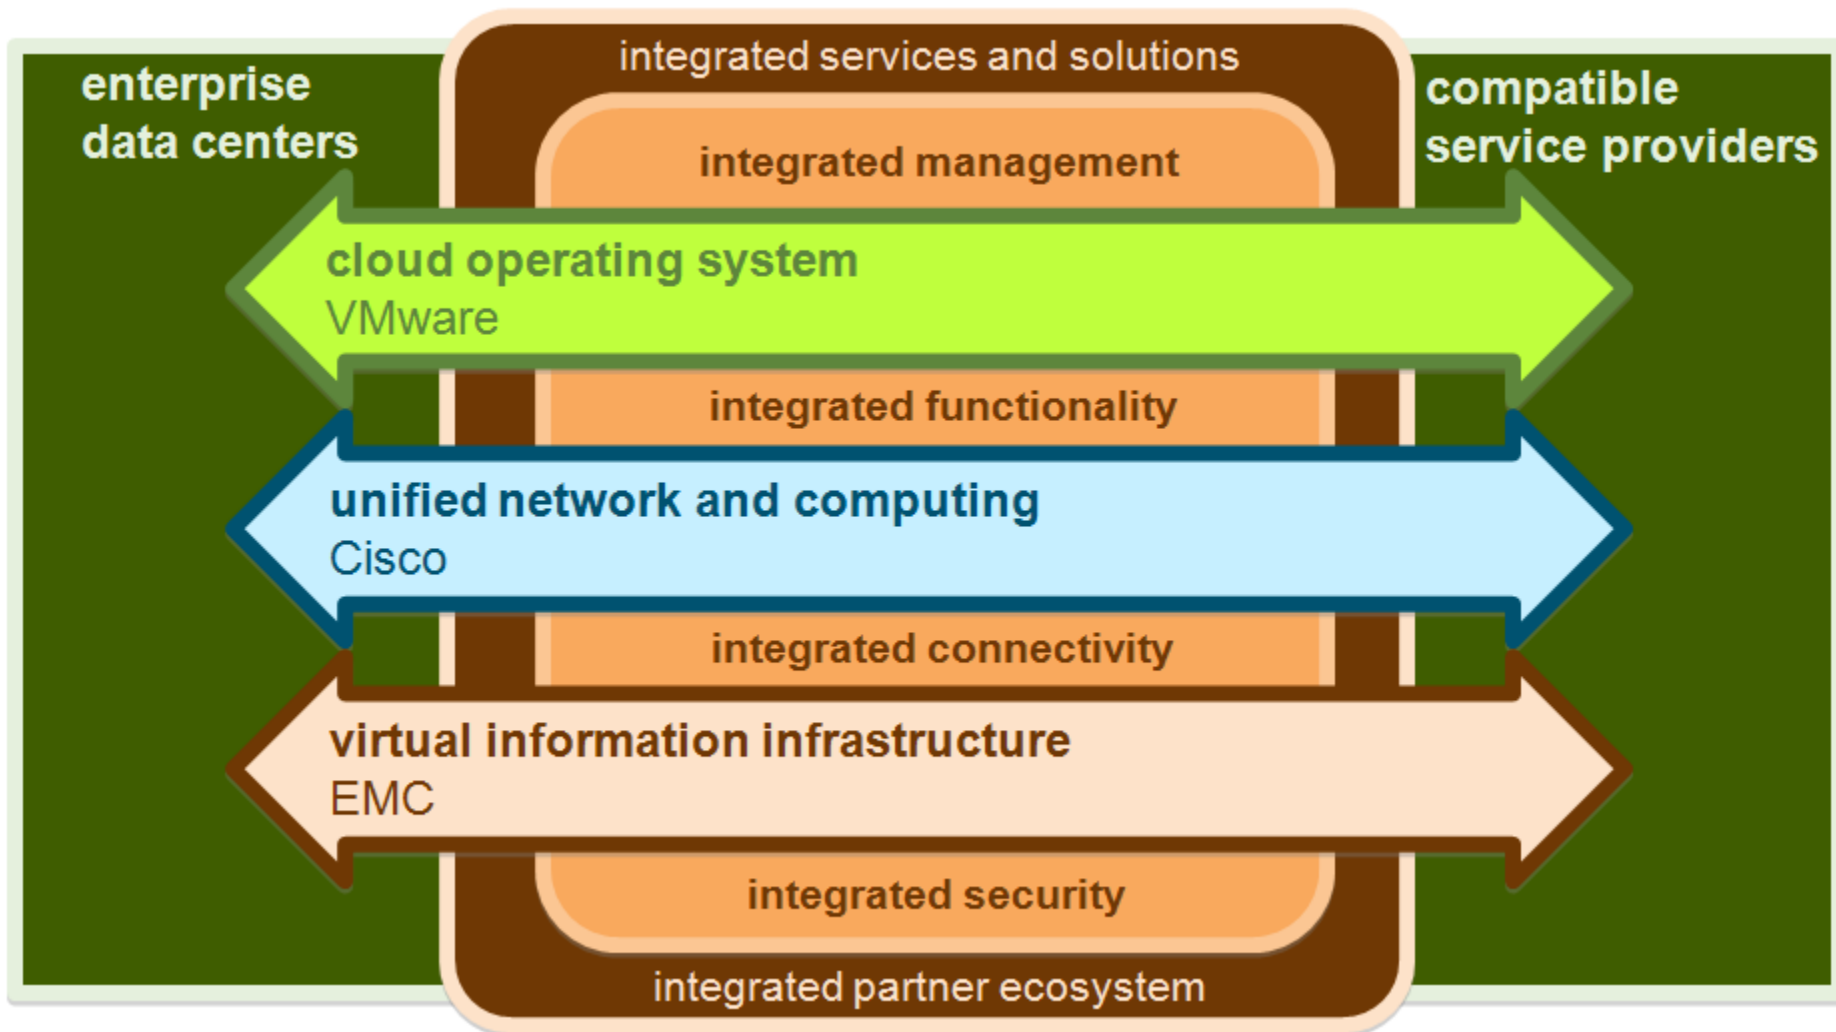 integrated services and solutions
enterprise
data centers
compatible
service providers
integrated management
cloud operating system
VMware
integrated functionality
unified network and computing
Cisco
integrated connectivity
virtual information infrastructure
EMC
integrated security
integrated partner ecosystem